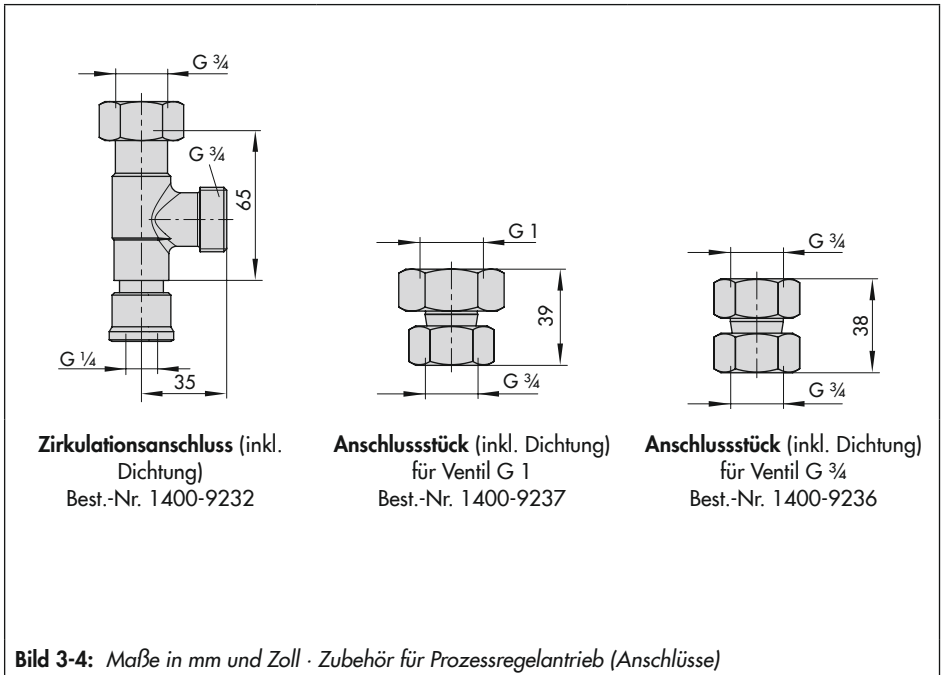 G ¾
G ¾
65
G ¼
35
Zirkulationsanschluss (inkl.
Dichtung)
Best.-Nr. 1400-9232
G 1
39
G ¾
Anschlussstück (inkl. Dichtung)
für Ventil G 1
Best.-Nr. 1400-9237
G ¾
38
G ¾
Anschlussstück (inkl. Dichtung)
für Ventil G ¾
Best.-Nr. 1400-9236
Bild 3-4: Maße in mm und Zoll · Zubehör für Prozessregelantrieb (Anschlüsse)